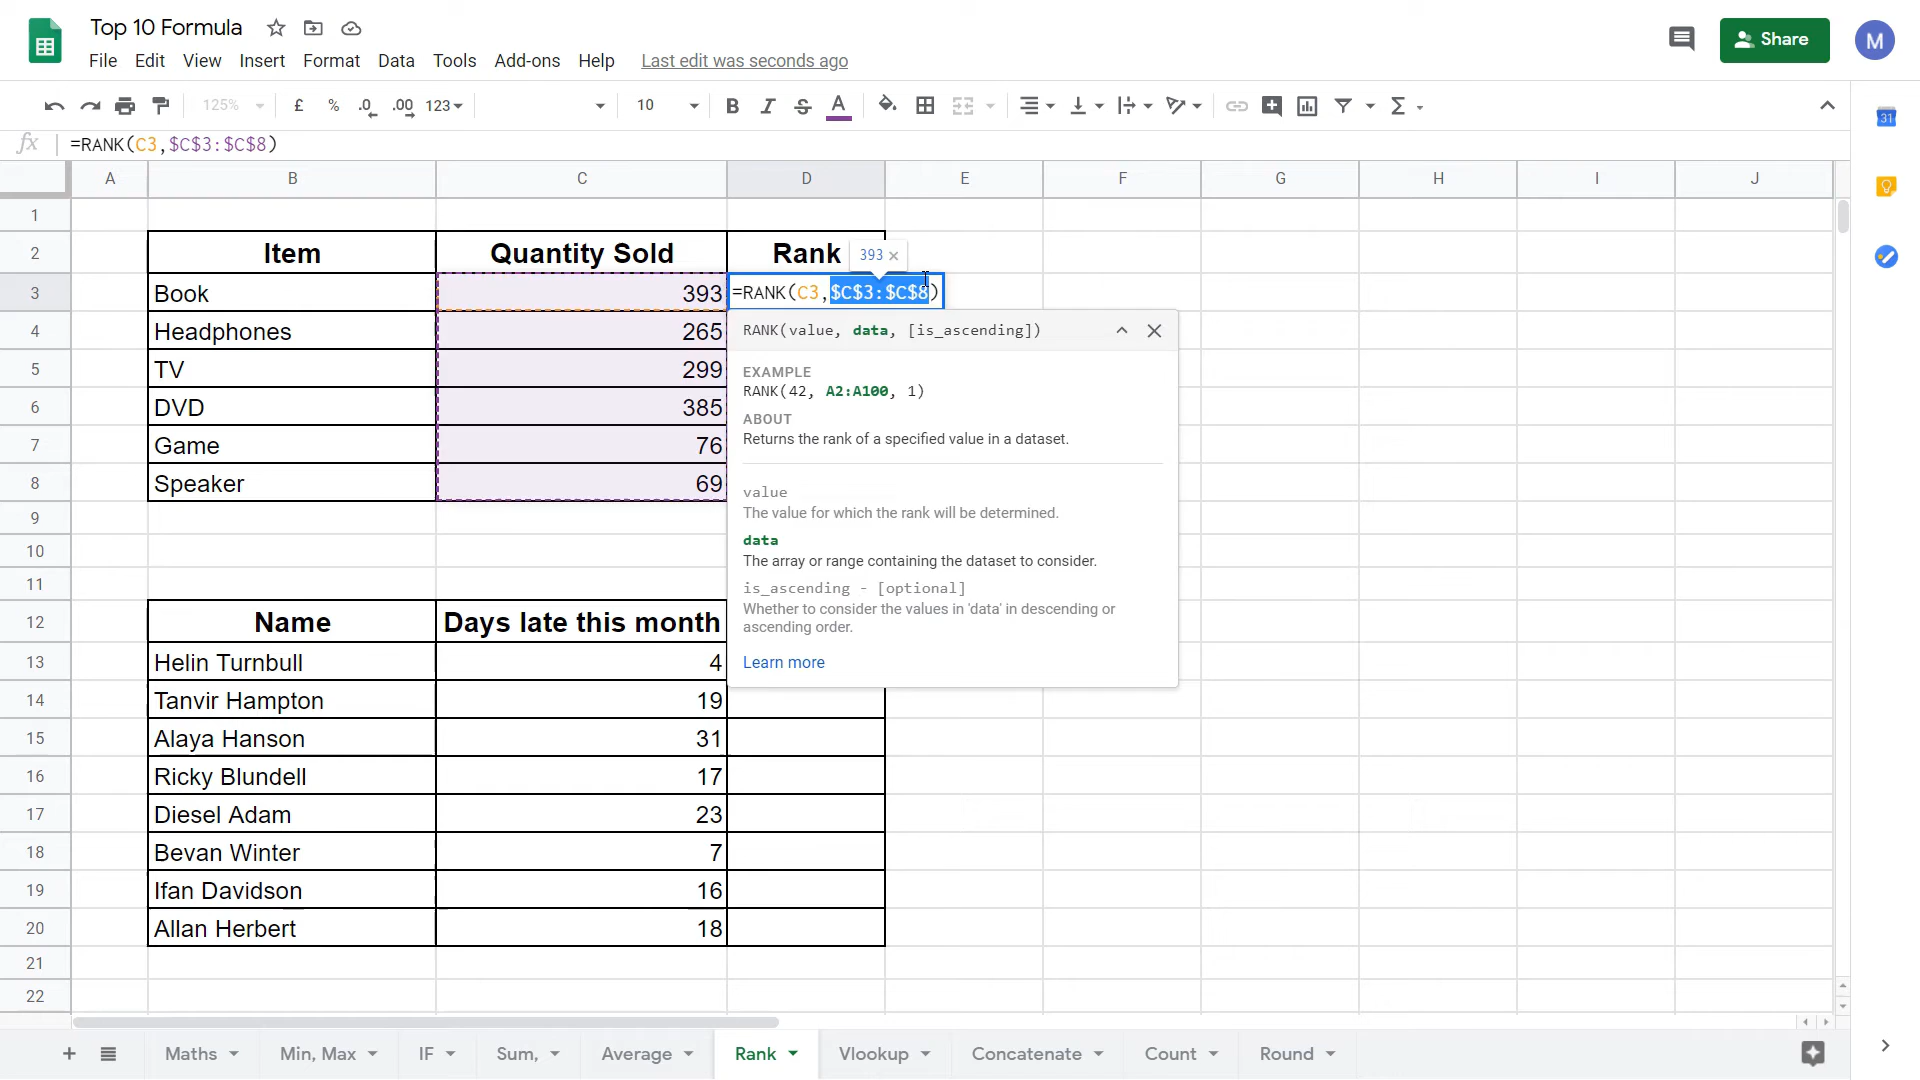 Top 10 Formula
M
Share
File Edit View Insert Format Data Tools Add-ons Help Last edit was seconds ago
125% £ % .0 .00 123 10 B I S A Σ
31
fx =RANK(C3,$C$3:$C$8)
A B C D E F G H I J
1
2 Item Quantity Sold Rank 393 ×
3 Book 393 =RANK(C3,$C$3:$C$8)
4 Headphones 265
RANK(value, data, [is_ascending])
5 TV 299
EXAMPLE
RANK(42, A2:A100, 1)
6 DVD 385
ABOUT
Returns the rank of a specified value in a dataset.
7 Game 76
8 Speaker 69
value
The value for which the rank will be determined.
9
data
10
The array or range containing the dataset to consider.
11
is_ascending - [optional]
Whether to consider the values in 'data' in descending or
ascending order.
12 Name Days late this month
13 Helin Turnbull 4
Learn more
14 Tanvir Hampton 19
15 Alaya Hanson 31
16 Ricky Blundell 17
17 Diesel Adam 23
18 Bevan Winter 7
19 Ifan Davidson 16
20 Allan Herbert 18
21
22
+ Maths Min, Max IF Sum, Average Rank Vlookup Concatenate Count Round